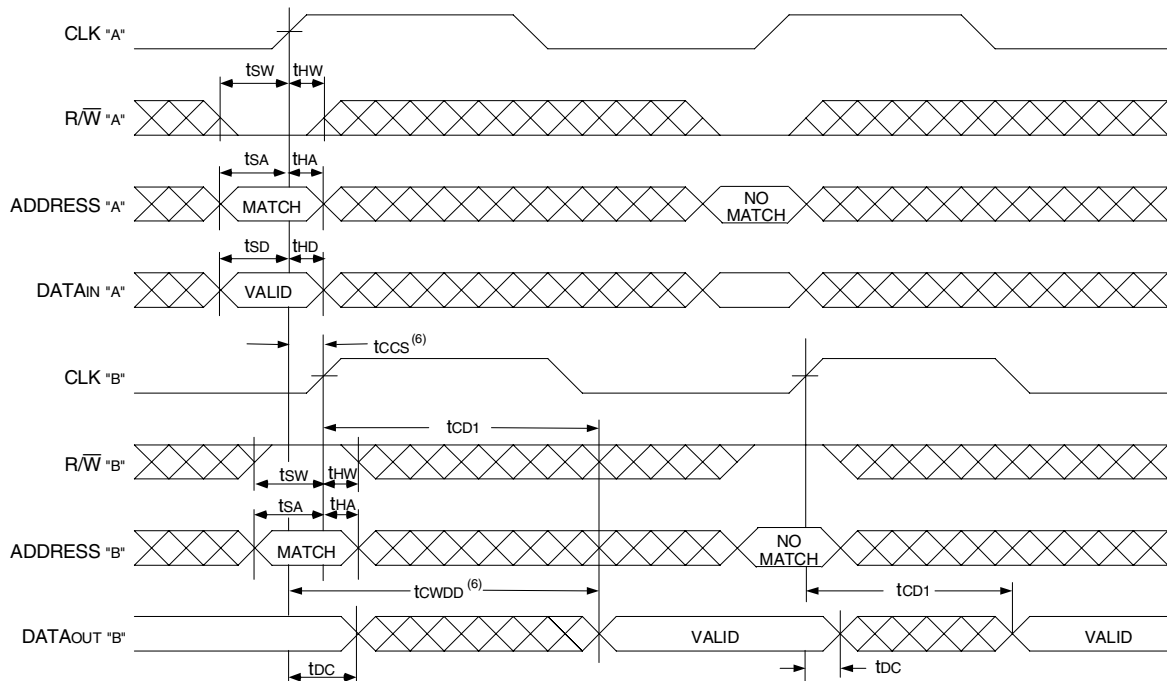 CLK "A"
tSW tHW
R/W̅ "A"
tSA tHA
ADDRESS "A" MATCH NO MATCH
tSD tHD
DATAIN "A" VALID
tCCS (6)
CLK "B"
tCD1
R/W̅ "B"
tSW tHW
tSA tHA
ADDRESS "B" MATCH NO MATCH
tCWDD (6) tCD1
DATAOUT "B" VALID VALID
tDC tDC